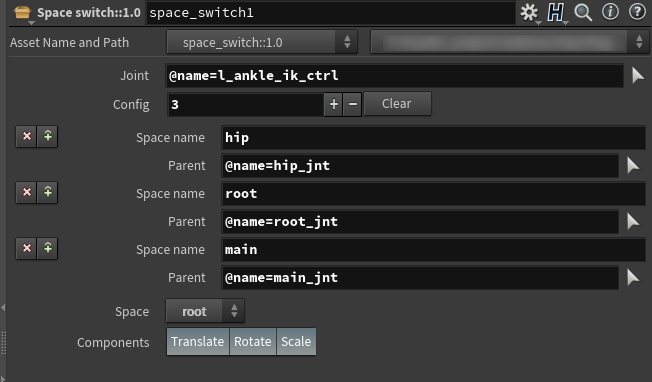 Space switch::1.0 space_switch1
Asset Name and Path space_switch::1.0
Joint @name=l_ankle_ik_ctrl
Config 3 + − Clear
Space name hip
Parent @name=hip_jnt
Space name root
Parent @name=root_jnt
Space name main
Parent @name=main_jnt
Space root
Components Translate Rotate Scale